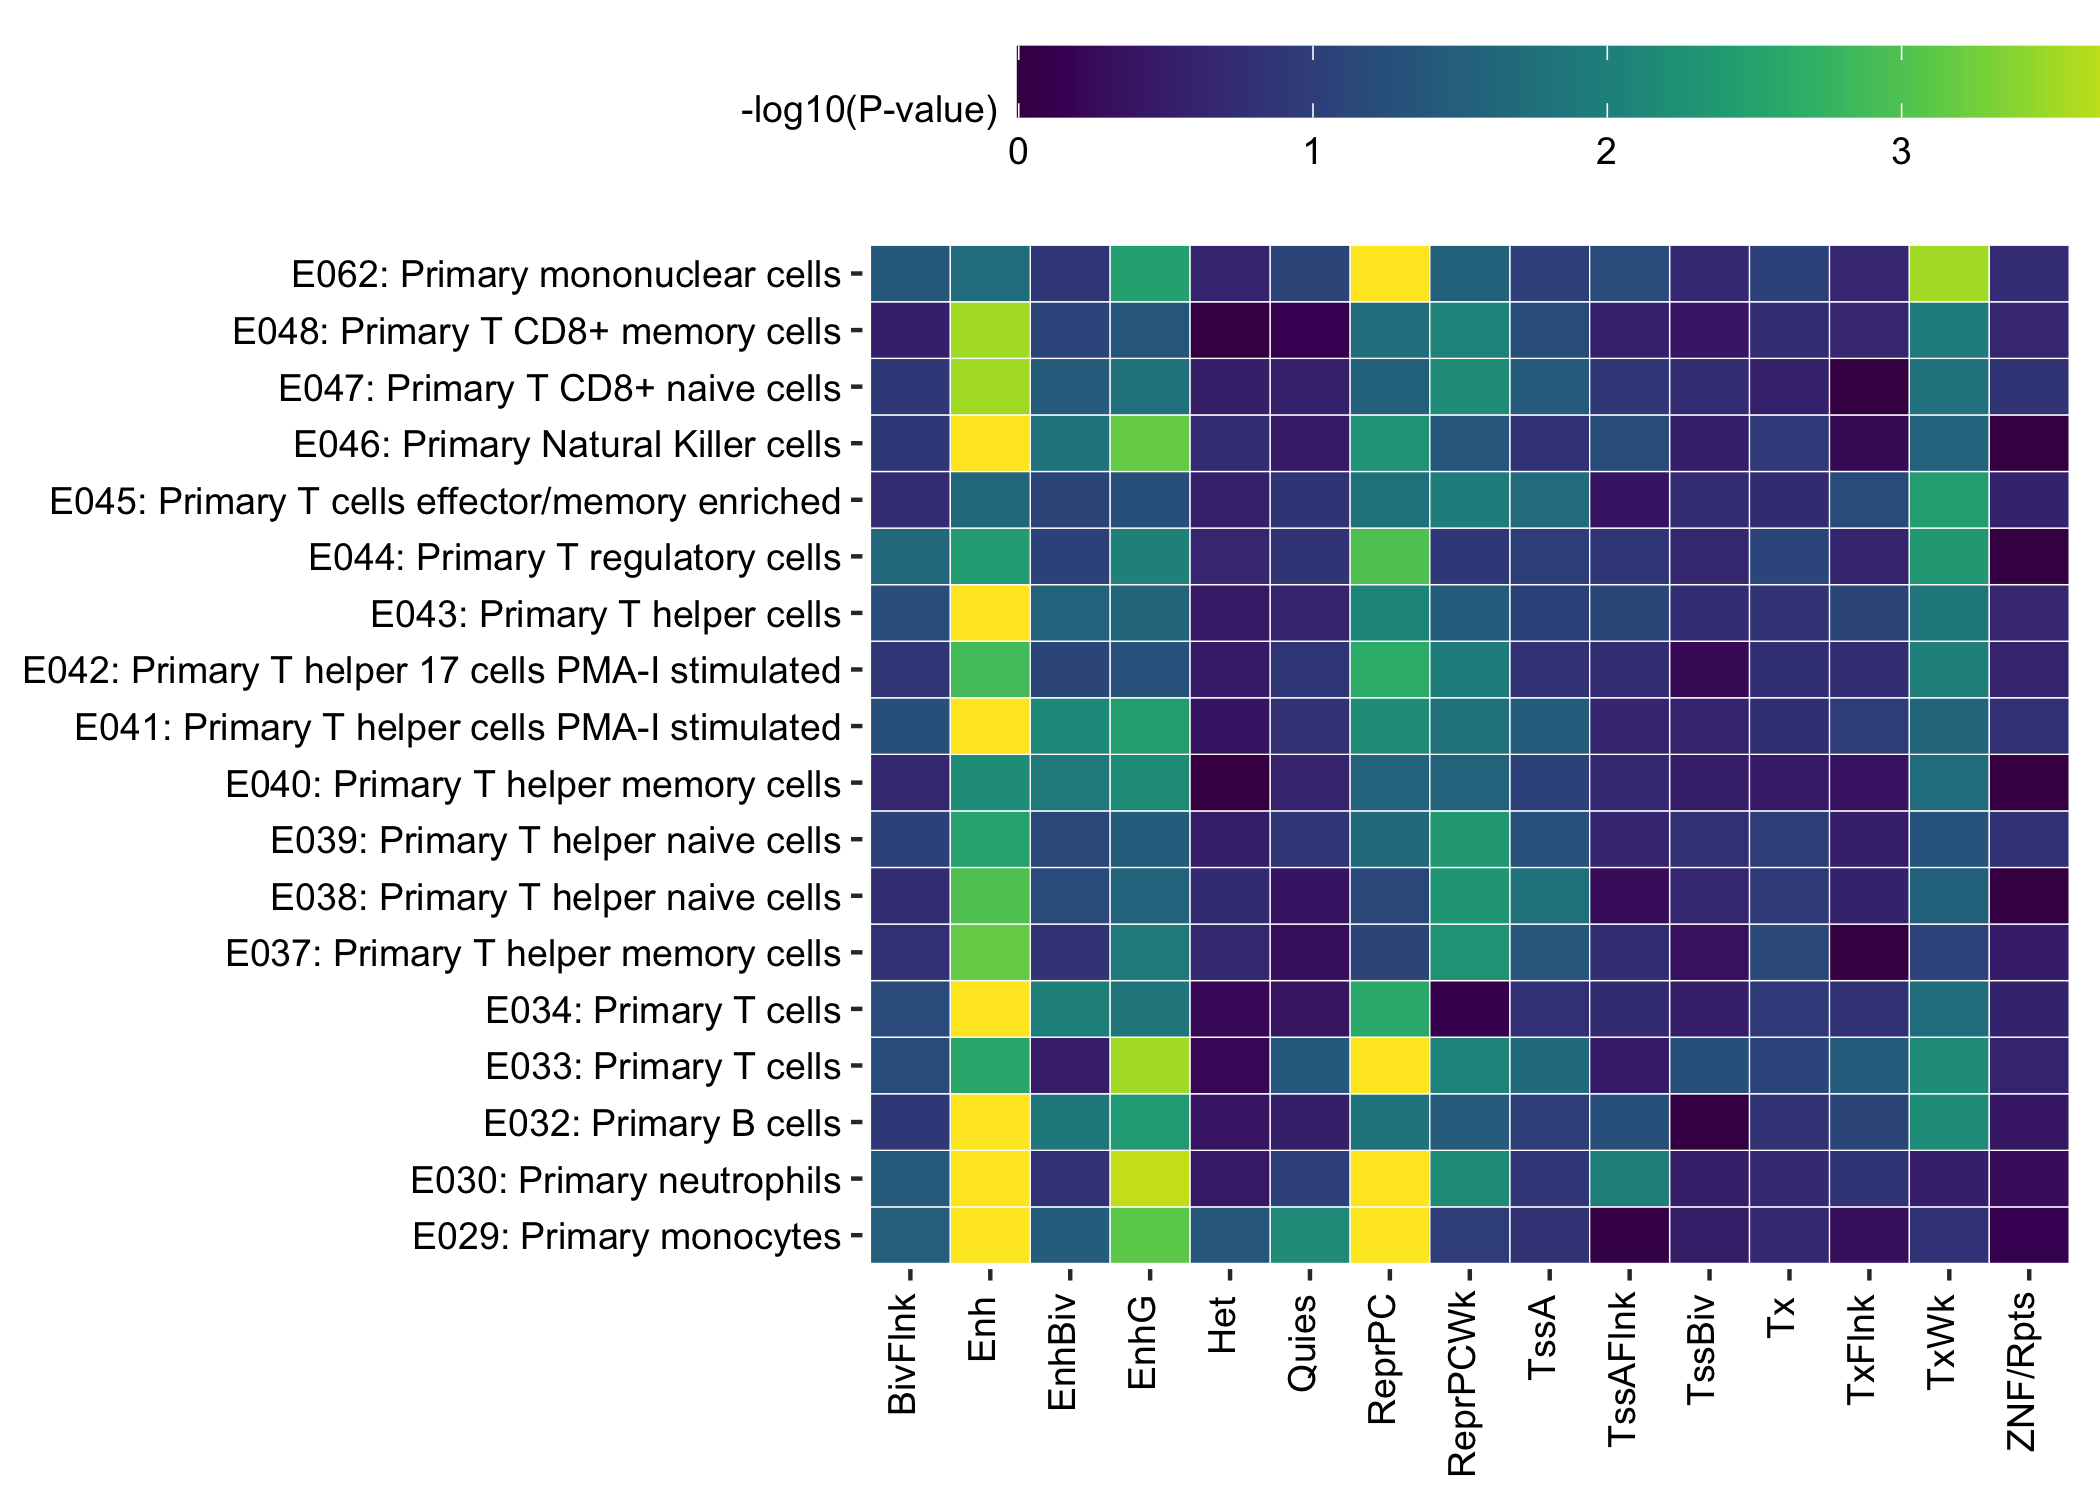 -log10(P-value)
0 1 2 3
E062: Primary mononuclear cells
E048: Primary T CD8+ memory cells
E047: Primary T CD8+ naive cells
E046: Primary Natural Killer cells
E045: Primary T cells effector/memory enriched
E044: Primary T regulatory cells
E043: Primary T helper cells
E042: Primary T helper 17 cells PMA-I stimulated
E041: Primary T helper cells PMA-I stimulated
E040: Primary T helper memory cells
E039: Primary T helper naive cells
E038: Primary T helper naive cells
E037: Primary T helper memory cells
E034: Primary T cells
E033: Primary T cells
E032: Primary B cells
E030: Primary neutrophils
E029: Primary monocytes
BivFlnk
Enh
EnhBiv
EnhG
Het
Quies
ReprPC
ReprPCWk
TssA
TssAFlnk
TssBiv
Tx
TxFlnk
TxWk
ZNF/Rpts